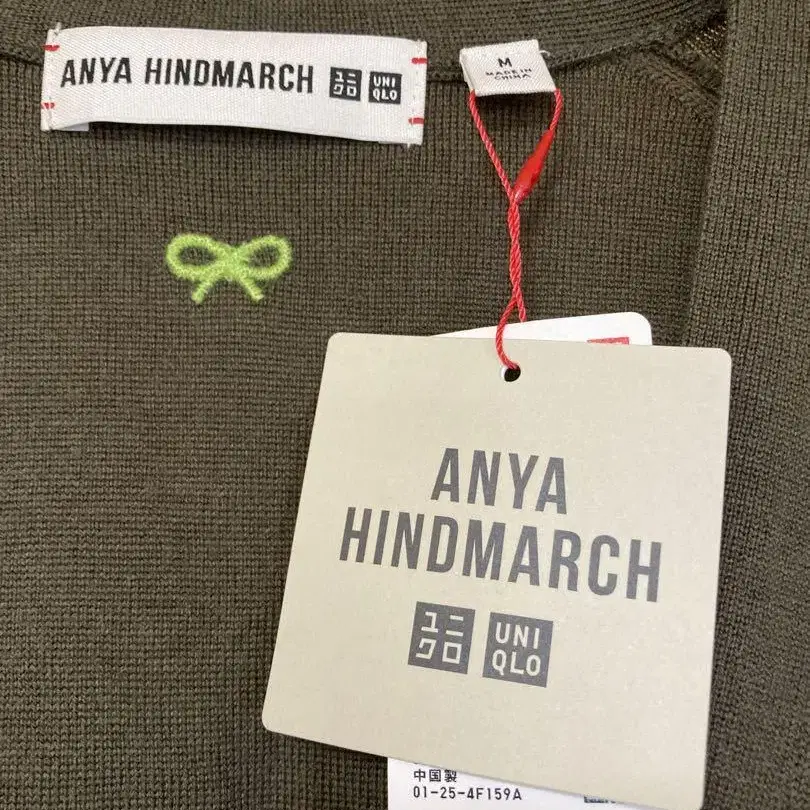 ANYA HINDMARCH ユニ UNI
クロ QLO
M
MADE IN
CHINA
ANYA
HINDMARCH
ユニ UNI
クロ QLO
中国製
01-25-4F159A